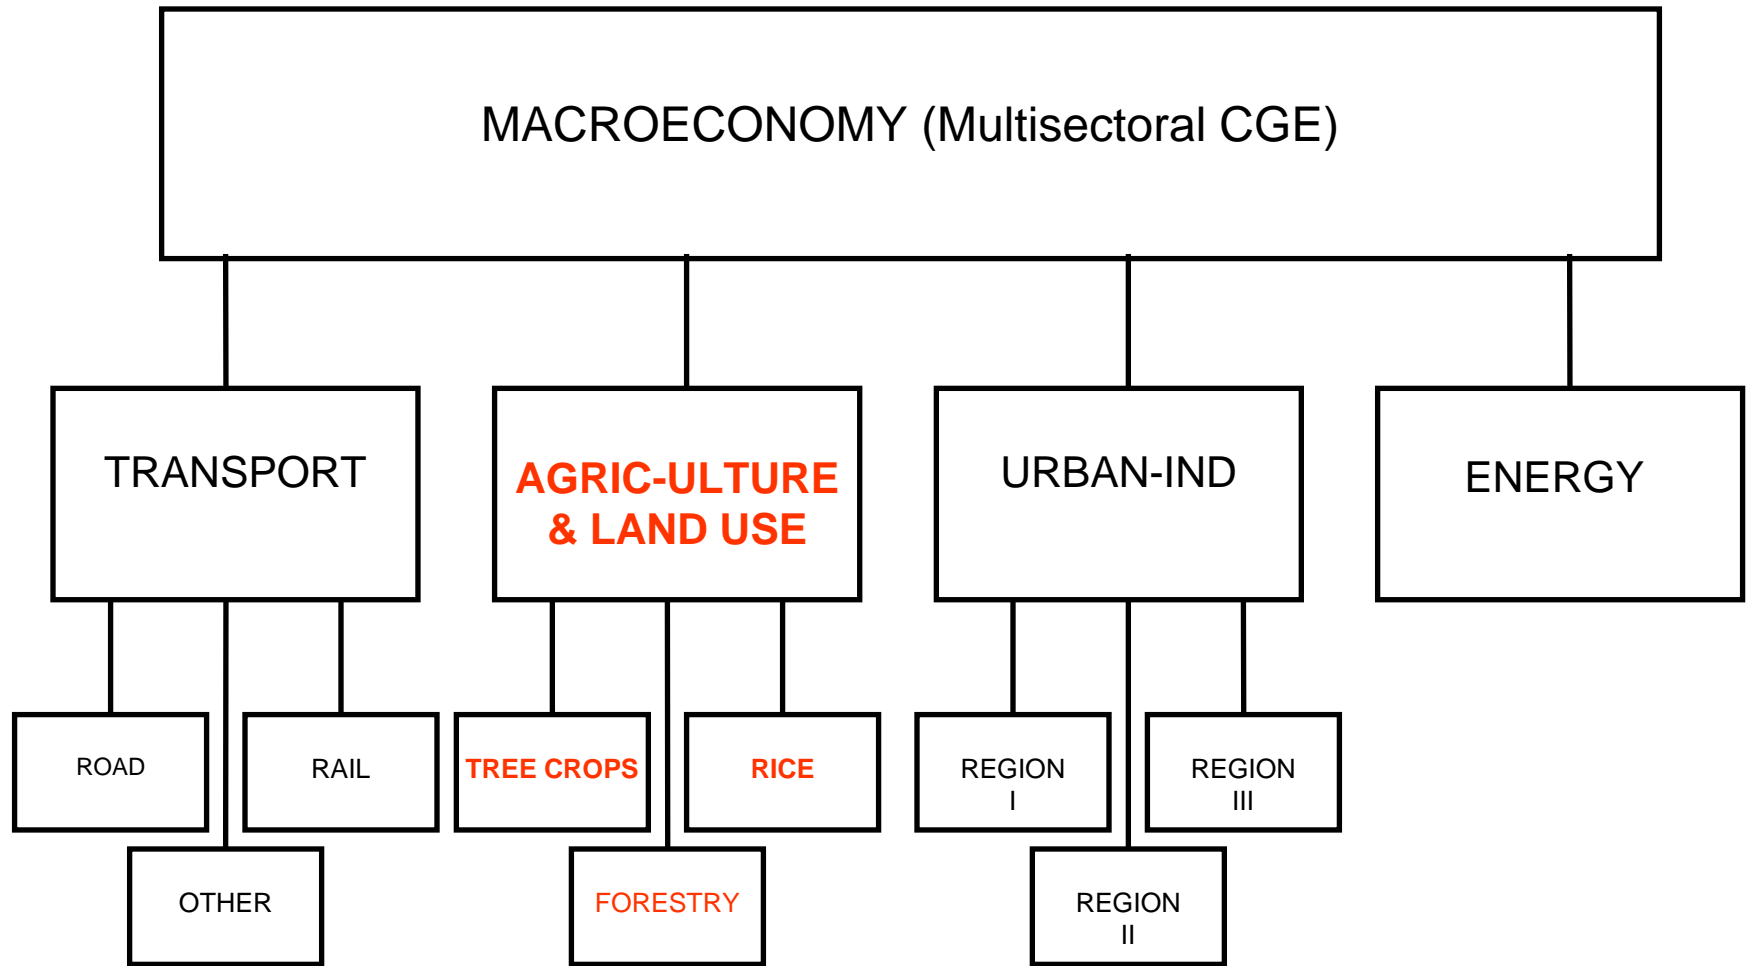 MACROECONOMY (Multisectoral CGE)
TRANSPORT
AGRIC-ULTURE
& LAND USE
URBAN-IND
ENERGY
ROAD
RAIL
TREE CROPS
RICE
REGION
I
REGION
III
OTHER
FORESTRY
REGION
II